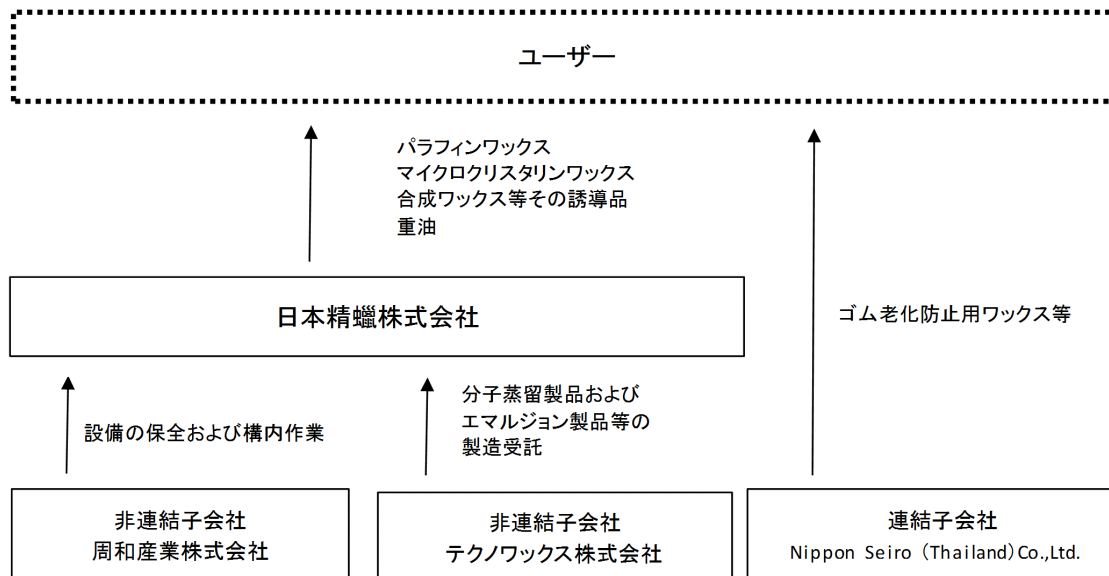 ユーザー
パラフィンワックス
マイクロクリスタリンワックス
合成ワックス等その誘導品
重油
日本精蠟株式会社
ゴム老化防止用ワックス等
設備の保全および構内作業
分子蒸留製品および
エマルジョン製品等の
製造受託
非連結子会社
周和産業株式会社
非連結子会社
テクノワックス株式会社
連結子会社
Nippon Seiro (Thailand)Co.,Ltd.